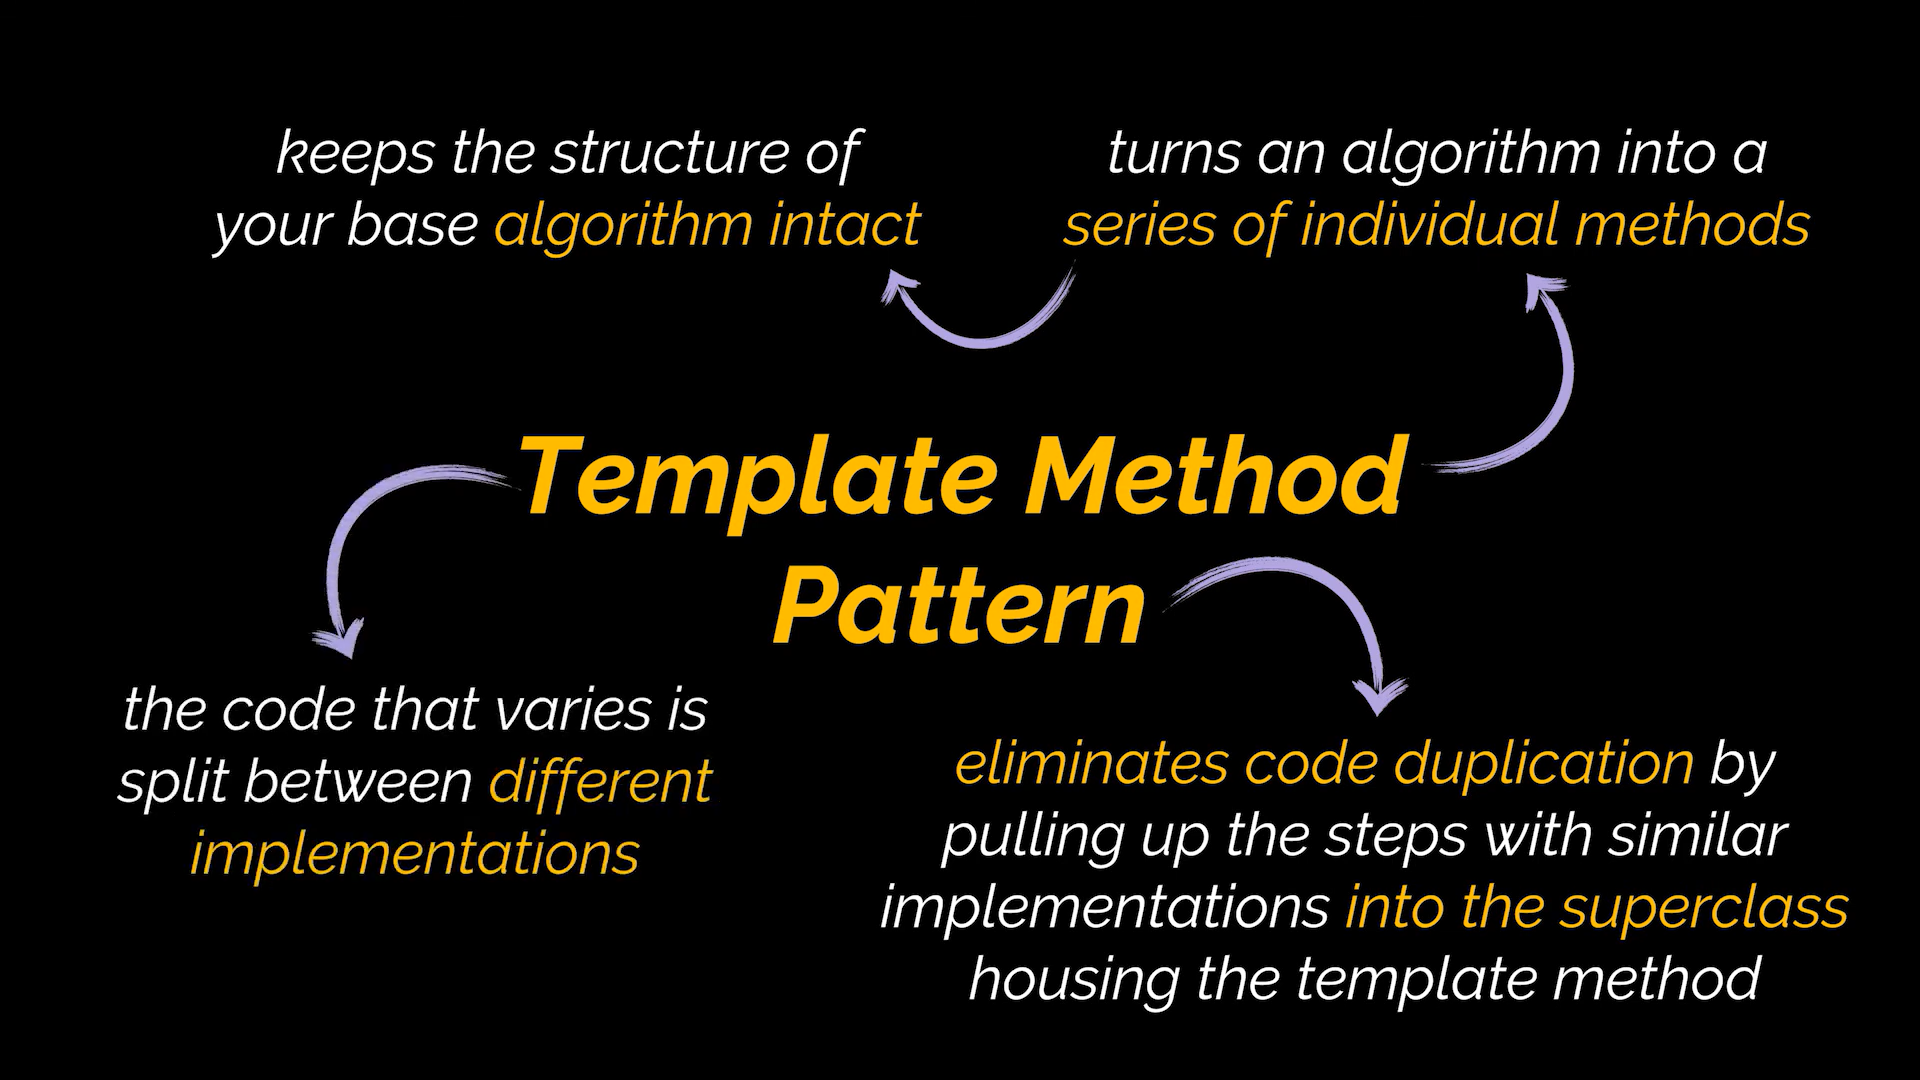 keeps the structure of
your base algorithm intact
turns an algorithm into a
series of individual methods
Template Method
Pattern
the code that varies is
split between different
implementations
eliminates code duplication by
pulling up the steps with similar
implementations into the superclass
housing the template method